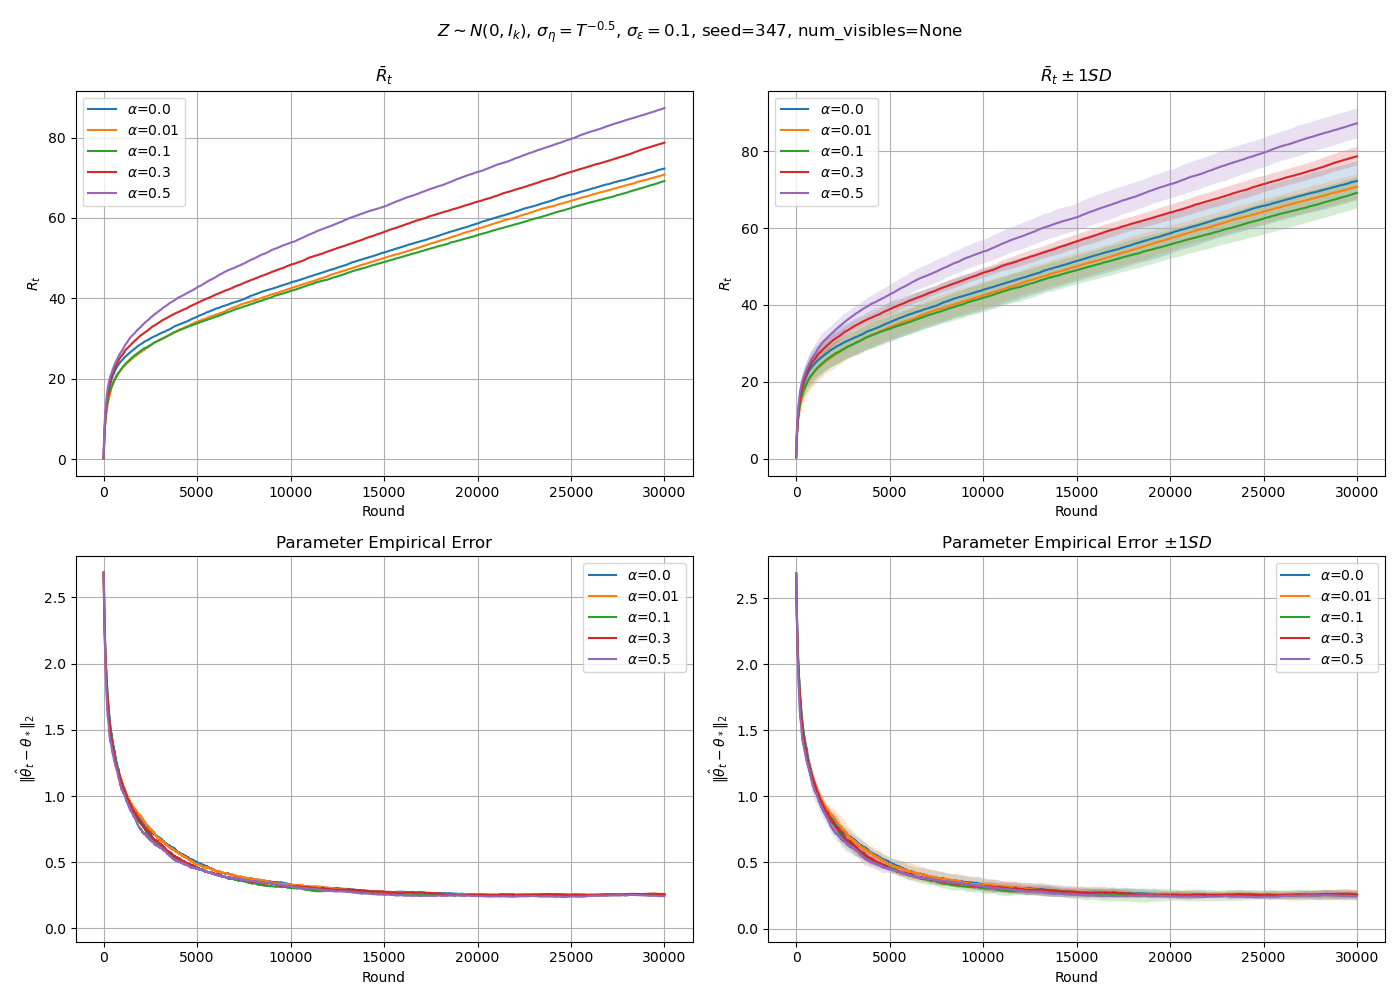 Z ~ N(0, I_k), σ_η = T^{-0.5}, σ_ε = 0.1, seed=347, num_visibles=None
R̄_t
R_t
80
60
40
20
0
α=0.0
α=0.01
α=0.1
α=0.3
α=0.5
0 5000 10000 15000 20000 25000 30000
Round
R̄_t ± 1SD
R_t
80
60
40
20
0
α=0.0
α=0.01
α=0.1
α=0.3
α=0.5
0 5000 10000 15000 20000 25000 30000
Round
Parameter Empirical Error
‖θ̂_t − θ_*‖_2
2.5
2.0
1.5
1.0
0.5
0.0
α=0.0
α=0.01
α=0.1
α=0.3
α=0.5
0 5000 10000 15000 20000 25000 30000
Round
Parameter Empirical Error ±1SD
‖θ̂_t − θ_*‖_2
2.5
2.0
1.5
1.0
0.5
0.0
α=0.0
α=0.01
α=0.1
α=0.3
α=0.5
0 5000 10000 15000 20000 25000 30000
Round